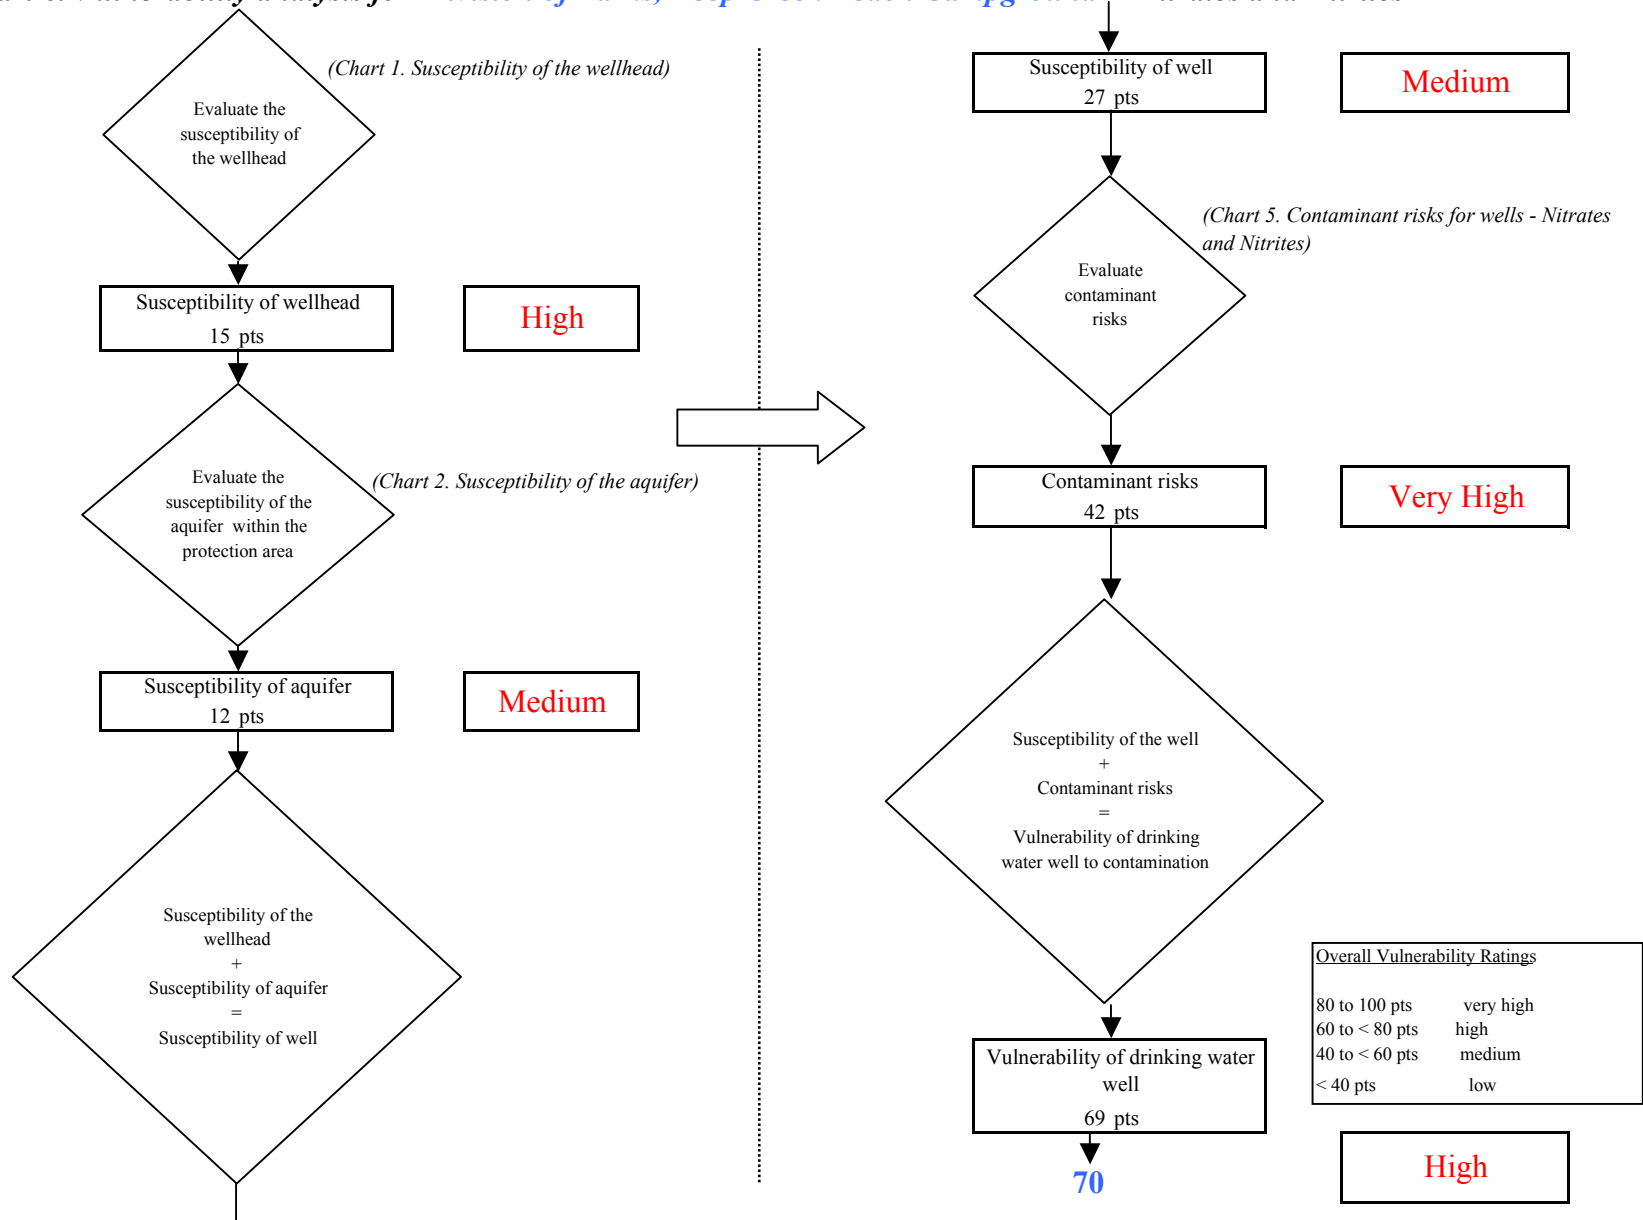 (Chart 1. Susceptibility of the wellhead)
Evaluate the
susceptibility of
the wellhead
Susceptibility of wellhead
15 pts
High
Evaluate the
susceptibility of the
aquifer within the
protection area
(Chart 2. Susceptibility of the aquifer)
Susceptibility of aquifer
12 pts
Medium
Susceptibility of the
wellhead
+
Susceptibility of aquifer
=
Susceptibility of well
Susceptibility of well
27 pts
Medium
(Chart 5. Contaminant risks for wells - Nitrates
and Nitrites)
Evaluate
contaminant
risks
Contaminant risks
42 pts
Very High
Susceptibility of the well
+
Contaminant risks
=
Vulnerability of drinking
water well to contamination
Overall Vulnerability Ratings
80 to 100 pts very high
60 to < 80 pts high
40 to < 60 pts medium
< 40 pts low
Vulnerability of drinking water
well
69 pts
70
High